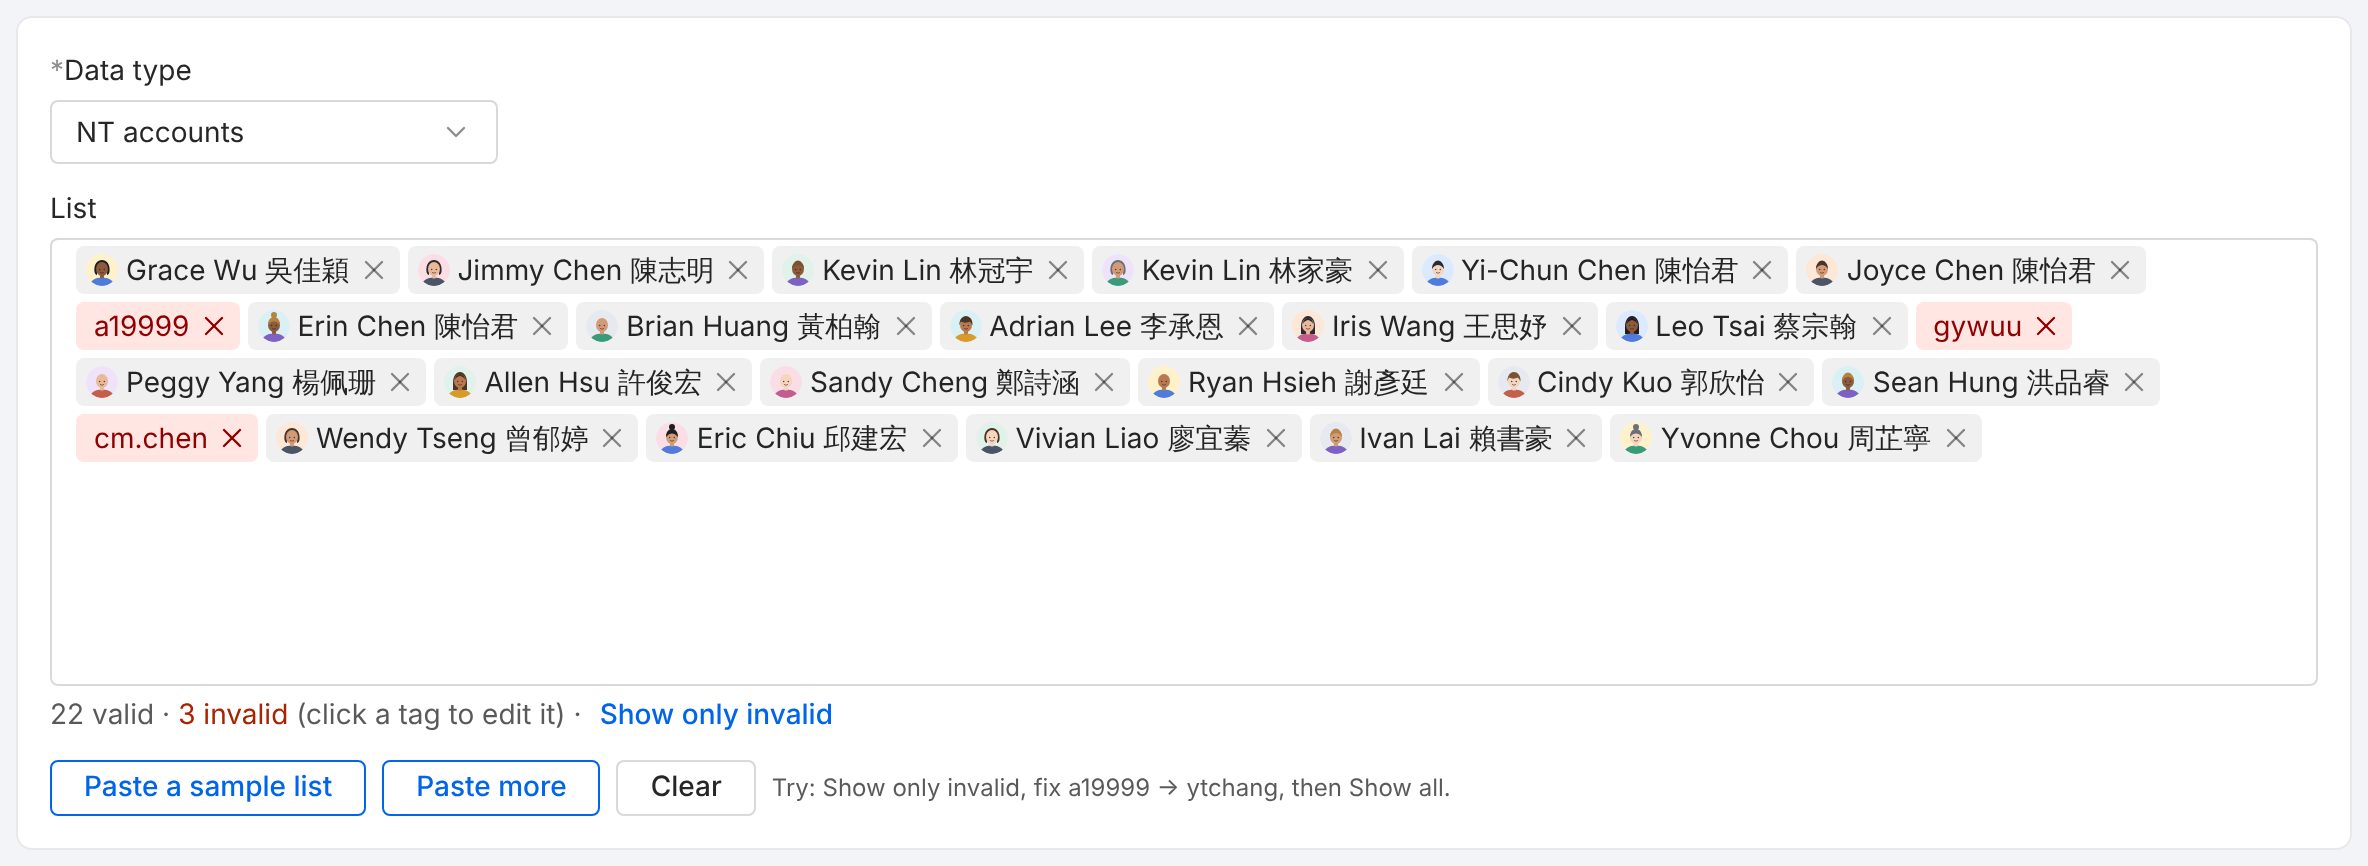 *Data type
NT accounts
List
Grace Wu 吳佳穎 Jimmy Chen 陳志明 Kevin Lin 林冠宇 Kevin Lin 林家豪 Yi-Chun Chen 陳怡君 Joyce Chen 陳怡君
a19999 Erin Chen 陳怡君 Brian Huang 黃柏翰 Adrian Lee 李承恩 Iris Wang 王思妤 Leo Tsai 蔡宗翰 gywuu
Peggy Yang 楊佩珊 Allen Hsu 許俊宏 Sandy Cheng 鄭詩涵 Ryan Hsieh 謝彥廷 Cindy Kuo 郭欣怡 Sean Hung 洪品睿
cm.chen Wendy Tseng 曾郁婷 Eric Chiu 邱建宏 Vivian Liao 廖宜蓁 Ivan Lai 賴書豪 Yvonne Chou 周芷寧
22 valid · 3 invalid (click a tag to edit it) · Show only invalid
Paste a sample list Paste more Clear Try: Show only invalid, fix a19999 → ytchang, then Show all.